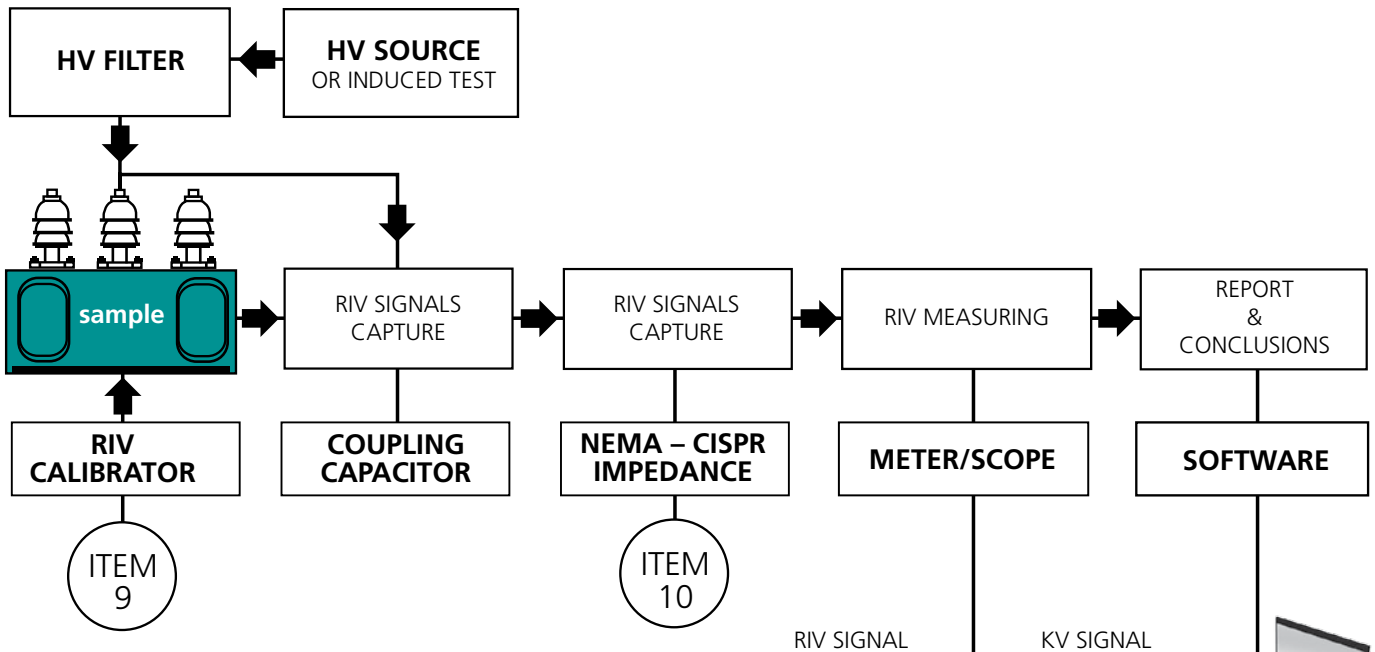 HV FILTER
HV SOURCE
OR INDUCED TEST
sample
RIV SIGNALS
CAPTURE
RIV SIGNALS
CAPTURE
RIV MEASURING
REPORT
&
CONCLUSIONS
RIV
CALIBRATOR
COUPLING
CAPACITOR
NEMA – CISPR
IMPEDANCE
METER/SCOPE
SOFTWARE
ITEM
9
ITEM
10
RIV SIGNAL
KV SIGNAL